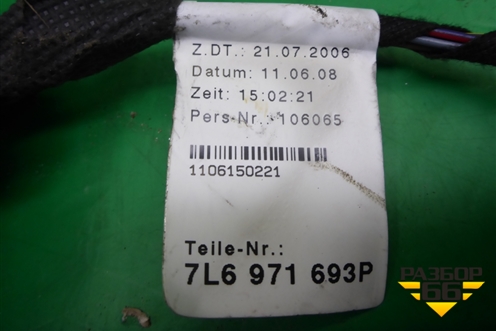 Z.DT.: 21.07.2006
Datum: 11.06.08
Zeit: 15:02:21
Pers-Nr.: 106065
1106150221
Teile-Nr.:
7L6 971 693P
РАЗБОР
66